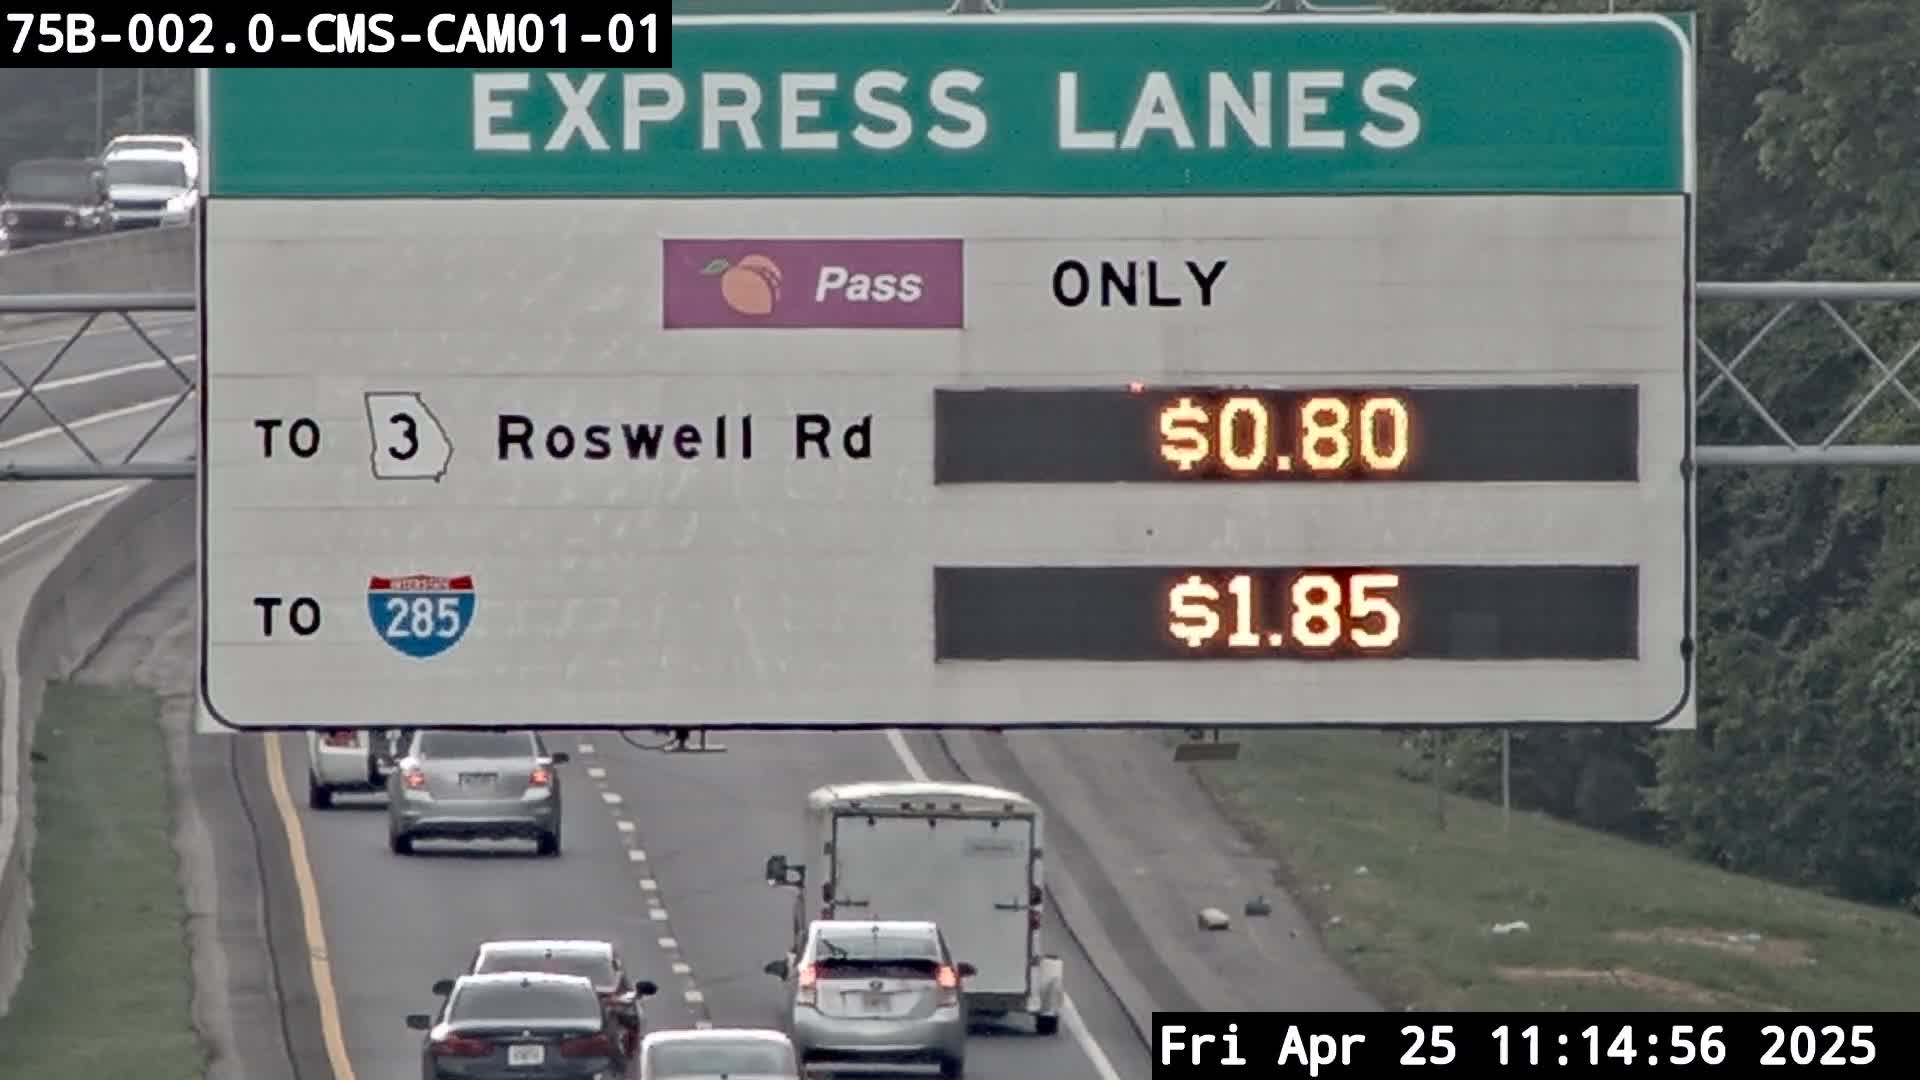 75B-002.0-CMS-CAM01-01
EXPRESS LANES
Pass ONLY
TO 3 Roswell Rd $0.80
TO INTERSTATE 285 $1.85
Fri Apr 25 11:14:56 2025